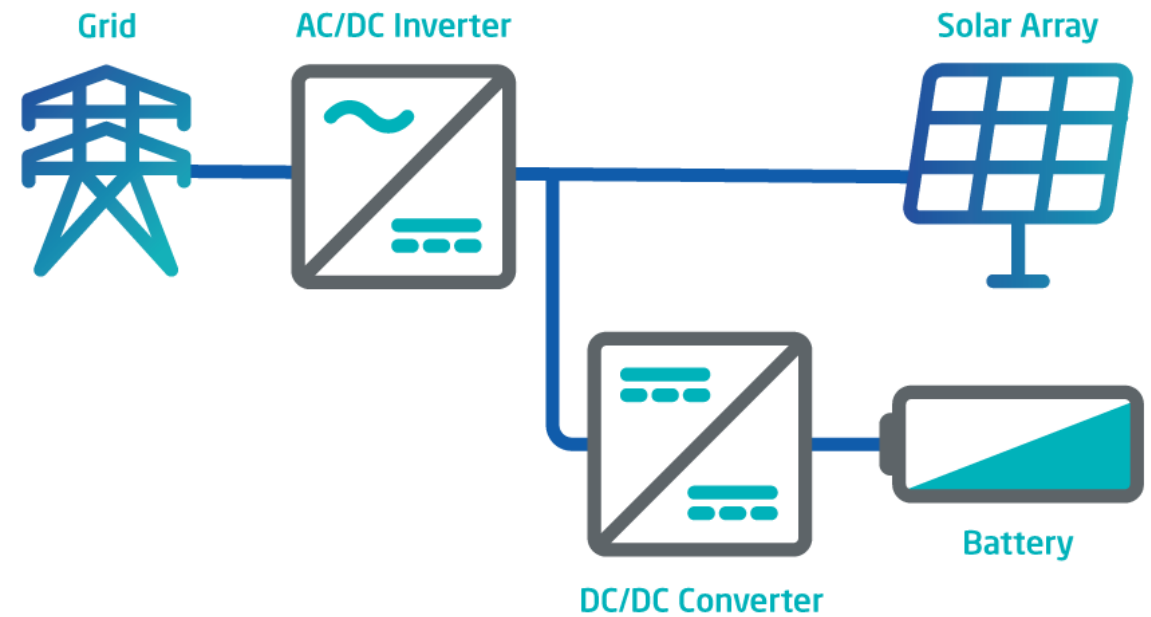 Grid
AC/DC Inverter
Solar Array
Battery
DC/DC Converter